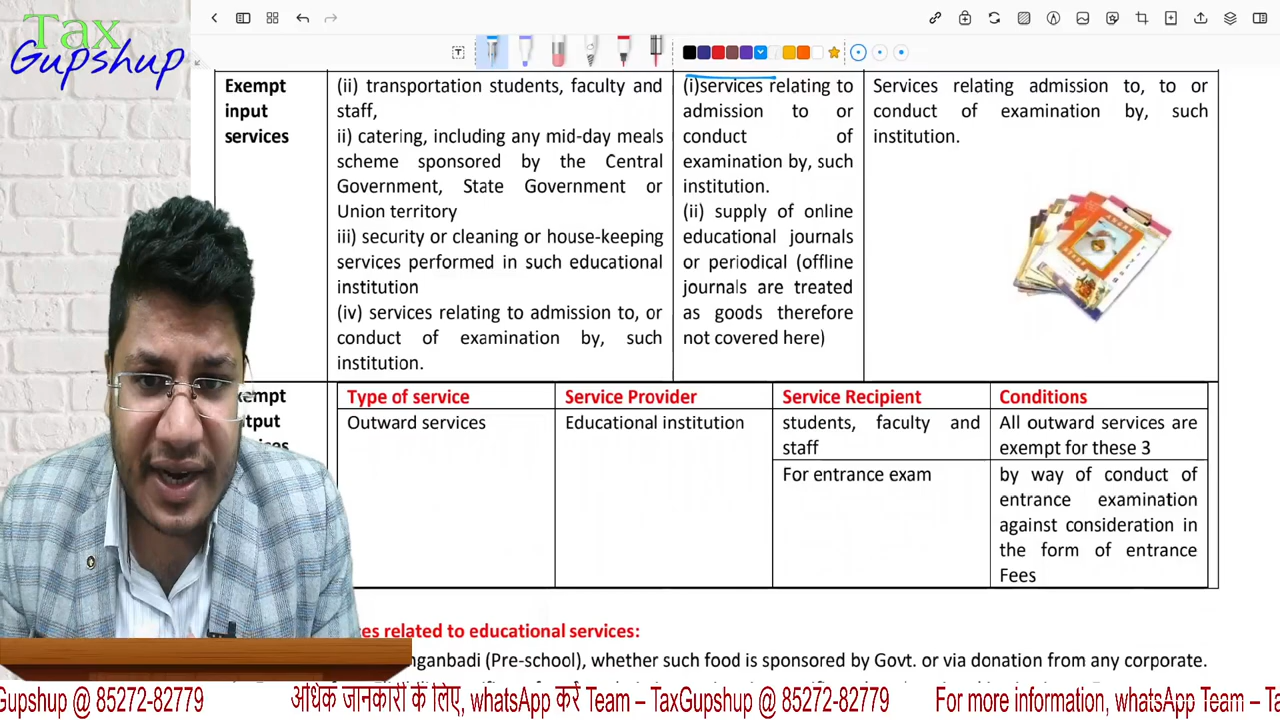 Tax
Gupshup
Exempt
input
services
(ii) transportation students, faculty and
staff,
ii) catering, including any mid-day meals
scheme sponsored by the Central
Government, State Government or
Union territory
iii) security or cleaning or house-keeping
services performed in such educational
institution
(iv) services relating to admission to, or
conduct of examination by, such
institution.
(i)services relating to
admission to or
conduct of
examination by, such
institution.
(ii) supply of online
educational journals
or periodical (offline
journals are treated
as goods therefore
not covered here)
Services relating admission to, to or
conduct of examination by, such
institution.
Type of service
Service Provider
Service Recipient
Conditions
Outward services
Educational institution
students, faculty and
staff
All outward services are
exempt for these 3
For entrance exam
by way of conduct of
entrance examination
against consideration in
the form of entrance
Fees
related to educational services:
(Pre-school), whether such food is sponsored by Govt. or via donation from any corporate.
Gupshup @ 85272-82779 अधिक जानकारी के लिए, whatsApp करें Team – TaxGupshup @ 85272-82779 For more information, whatsApp Team –